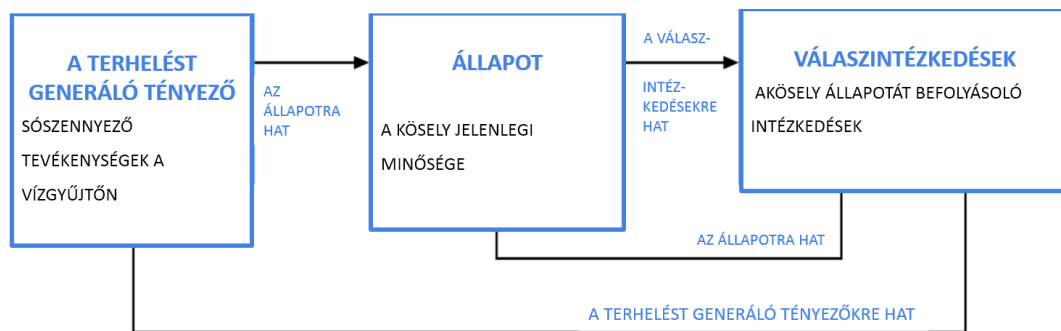 A TERHELÉST
GENERÁLÓ TÉNYEZŐ
SÓSZENNYEZŐ
TEVÉKENYSÉGEK A
VÍZGYŰJTŐN
AZ
ÁLLAPOTRA
HAT
ÁLLAPOT
A KÖSELY JELENLEGI
MINŐSÉGE
A VÁLASZ-
INTÉZ-
KEDÉSEKRE
HAT
VÁLASZINTÉZKEDÉSEK
AKÖSELY ÁLLAPOTÁT BEFOLYÁSOLÓ
INTÉZKEDÉSEK
AZ ÁLLAPOTRA HAT
A TERHELÉST GENERÁLÓ TÉNYEZŐKRE HAT